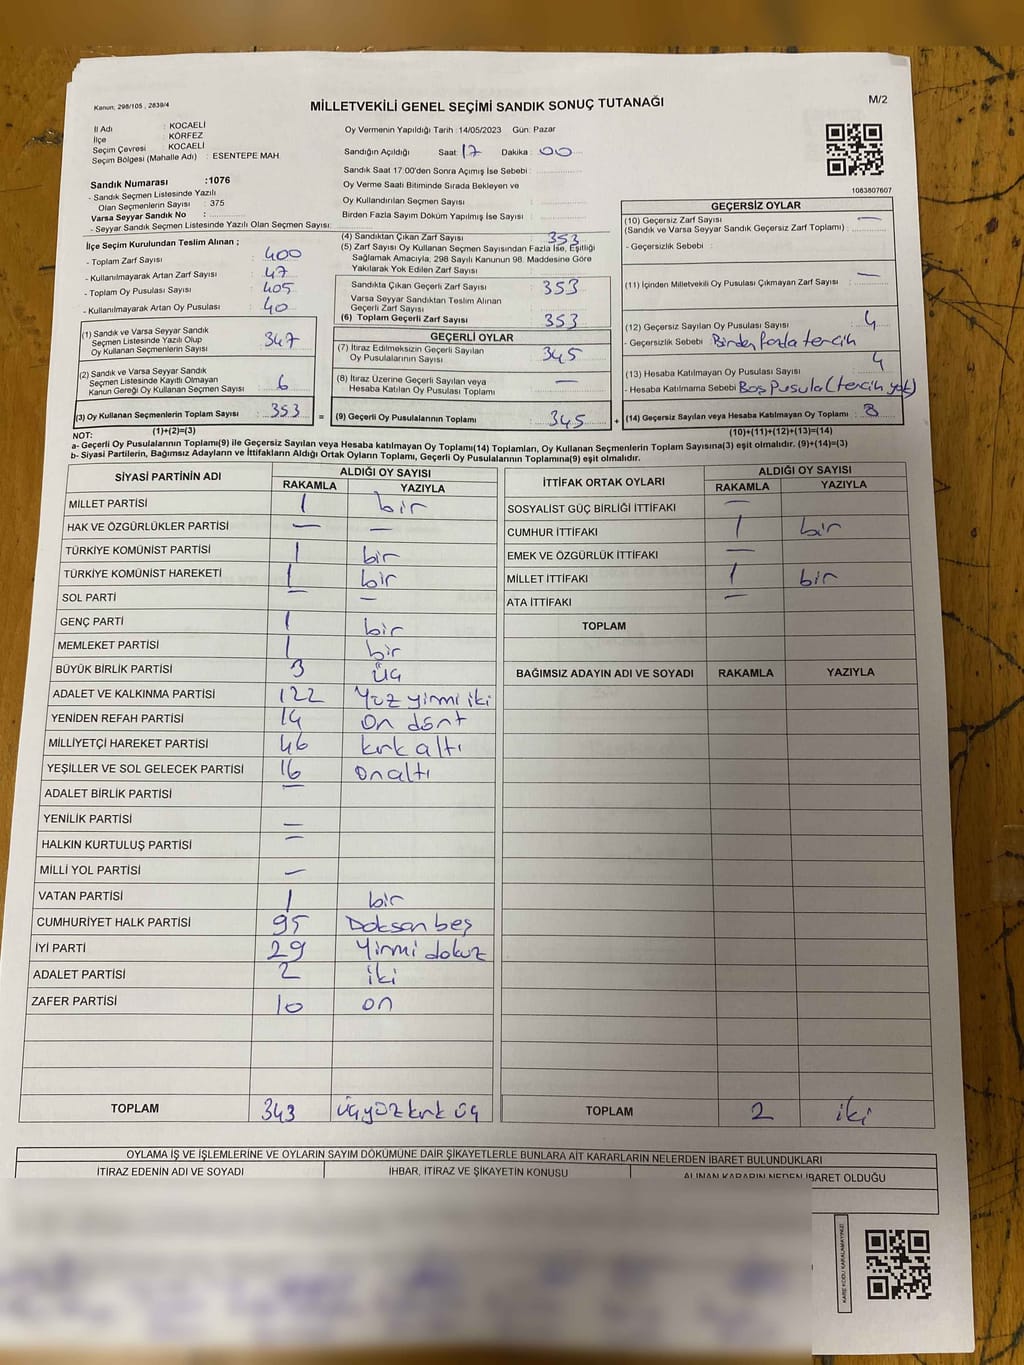 Kanun; 298/105 , 2839/4
MİLLETVEKİLİ GENEL SEÇİMİ SANDIK SONUÇ TUTANAĞI
M/2
İl Adı : KOCAELİ
İlçe : KÖRFEZ
Seçim Çevresi : KOCAELİ
Seçim Bölgesi (Mahalle Adı) : ESENTEPE MAH.
Oy Vermenin Yapıldığı Tarih : 14/05/2023 Gün: Pazar
Sandığın Açıldığı Saat: 17 Dakika : 00
Sandık Saat 17:00'den Sonra Açımış İse Sebebi :
Oy Verme Saati Bitiminde Sırada Bekleyen ve
Oy Kullandırılan Seçmen Sayısı
Birden Fazla Sayım Döküm Yapılmış İse Sayısı :
1083807607
Sandık Numarası :1076
- Sandık Seçmen Listesinde Yazılı
Olan Seçmenlerin Sayısı : 375
Varsa Seyyar Sandık No :
- Seyyar Sandık Seçmen Listesinde Yazılı Olan Seçmen Sayısı:
İlçe Seçim Kurulundan Teslim Alınan ;
- Toplam Zarf Sayısı : 400
- Kullanılmayarak Artan Zarf Sayısı : 47
- Toplam Oy Pusulası Sayısı : 405
- Kullanılmayarak Artan Oy Pusulası : 40
(1) Sandık ve Varsa Seyyar Sandık
Seçmen Listesinde Yazılı Olup
Oy Kullanan Seçmenlerin Sayısı : 347
(2) Sandık ve Varsa Seyyar Sandık
Seçmen Listesinde Kayıtlı Olmayan
Kanun Gereği Oy Kullanan Seçmen Sayısı : 6
(3) Oy Kullanan Seçmenlerin Toplam Sayısı : 353 =
(1)+(2)=(3)
(4) Sandıktan Çıkan Zarf Sayısı : 353
(5) Zarf Sayısı Oy Kullanan Seçmen Sayısından Fazla İse, Eşitliği
Sağlamak Amacıyla, 298 Sayılı Kanunun 98. Maddesine Göre
Yakılarak Yok Edilen Zarf Sayısı :
Sandıkta Çıkan Geçerli Zarf Sayısı : 353
Varsa Seyyar Sandıktan Teslim Alınan
Geçerli Zarf Sayısı :
(6) Toplam Geçerli Zarf Sayısı : 353
GEÇERLİ OYLAR
(7) İtiraz Edilmeksizin Geçerli Sayılan
Oy Pusulalarının Sayısı : 345
(8) İtiraz Üzerine Geçerli Sayılan veya
Hesaba Katılan Oy Pusulası Toplamı : —
(9) Geçerli Oy Pusulalarının Toplamı : 345 +
GEÇERSİZ OYLAR
(10) Geçersiz Zarf Sayısı —
(Sandık ve Varsa Seyyar Sandık Geçersiz Zarf Toplamı) :
- Geçersizlik Sebebi :
(11) İçinden Milletvekili Oy Pusulası Çıkmayan Zarf Sayısı : —
(12) Geçersiz Sayılan Oy Pusulası Sayısı : 4
- Geçersizlik Sebebi : Birden fazla tercih
(13) Hesaba Katılmayan Oy Pusulası Sayısı : 4
- Hesaba Katılmama Sebebi : Boş Pusula (tercih yok)
(14) Geçersiz Sayılan veya Hesaba Katılmayan Oy Toplamı : 8
(10)+(11)+(12)+(13)=(14)
NOT:
a- Geçerli Oy Pusulalarının Toplamı(9) ile Geçersiz Sayılan veya Hesaba katılmayan Oy Toplamı(14) Toplamları, Oy Kullanan Seçmenlerin Toplam Sayısına(3) eşit olmalıdır. (9)+(14)=(3)
b- Siyasi Partilerin, Bağımsız Adayların ve İttifakların Aldığı Ortak Oyların Toplamı, Geçerli Oy Pusulalarının Toplamına(9) eşit olmalıdır.
SİYASİ PARTİNİN ADI ALDIĞI OY SAYISI
RAKAMLA YAZIYLA
MİLLET PARTİSİ 1 bir
HAK VE ÖZGÜRLÜKLER PARTİSİ — —
TÜRKİYE KOMÜNİST PARTİSİ 1 bir
TÜRKİYE KOMÜNİST HAREKETİ 1 bir
SOL PARTİ — —
GENÇ PARTİ 1 bir
MEMLEKET PARTİSİ 1 bir
BÜYÜK BİRLİK PARTİSİ 3 üç
ADALET VE KALKINMA PARTİSİ 122 Yüz yirmi iki
YENİDEN REFAH PARTİSİ 14 on dört
MİLLİYETÇİ HAREKET PARTİSİ 46 kırk altı
YEŞİLLER VE SOL GELECEK PARTİSİ 16 on altı
ADALET BİRLİK PARTİSİ —
YENİLİK PARTİSİ —
HALKIN KURTULUŞ PARTİSİ —
MİLLİ YOL PARTİSİ —
VATAN PARTİSİ 1 bir
CUMHURİYET HALK PARTİSİ 95 Doksan beş
İYİ PARTİ 29 Yirmi dokuz
ADALET PARTİSİ 2 iki
ZAFER PARTİSİ 10 on
TOPLAM 343 üçyüz kırk üç
İTTİFAK ORTAK OYLARI ALDIĞI OY SAYISI
RAKAMLA YAZIYLA
SOSYALİST GÜÇ BİRLİĞİ İTTİFAKI —
CUMHUR İTTİFAKI 1 bir
EMEK VE ÖZGÜRLÜK İTTİFAKI —
MİLLET İTTİFAKI 1 bir
ATA İTTİFAKI —
TOPLAM
BAĞIMSIZ ADAYIN ADI VE SOYADI RAKAMLA YAZIYLA
TOPLAM 2 iki
OYLAMA İŞ VE İŞLEMLERİNE VE OYLARIN SAYIM DÖKÜMÜNE DAİR ŞİKAYETLERLE BUNLARA AİT KARARLARIN NELERDEN İBARET BULUNDUKLARI
İTİRAZ EDENİN ADI VE SOYADI İHBAR, İTİRAZ VE ŞİKAYETİN KONUSU ALINAN KARARIN NEDEN İBARET OLDUĞU
KARE KODU KARALAMAYINIZ!